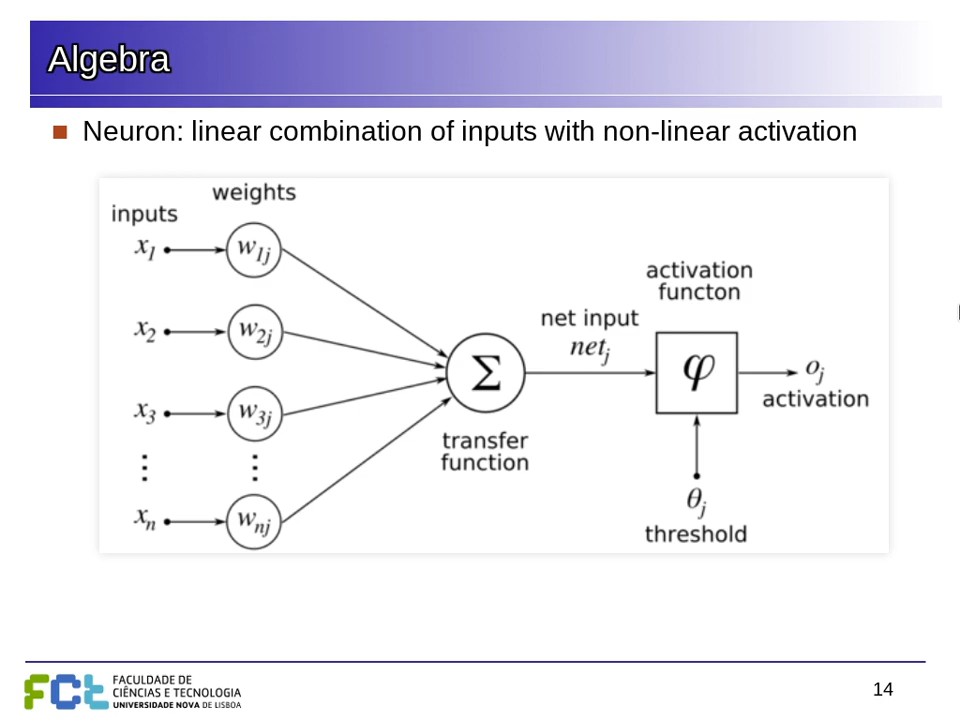 Algebra
Neuron: linear combination of inputs with non-linear activation
weights
inputs
x1
w1j
x2
w2j
x3
w3j
⋮ ⋮
xn
wnj
Σ
transfer
function
net input
netj
activation
functon
φ
oj
activation
θj
threshold
FCt
FACULDADE DE
CIÊNCIAS E TECNOLOGIA
UNIVERSIDADE NOVA DE LISBOA
14